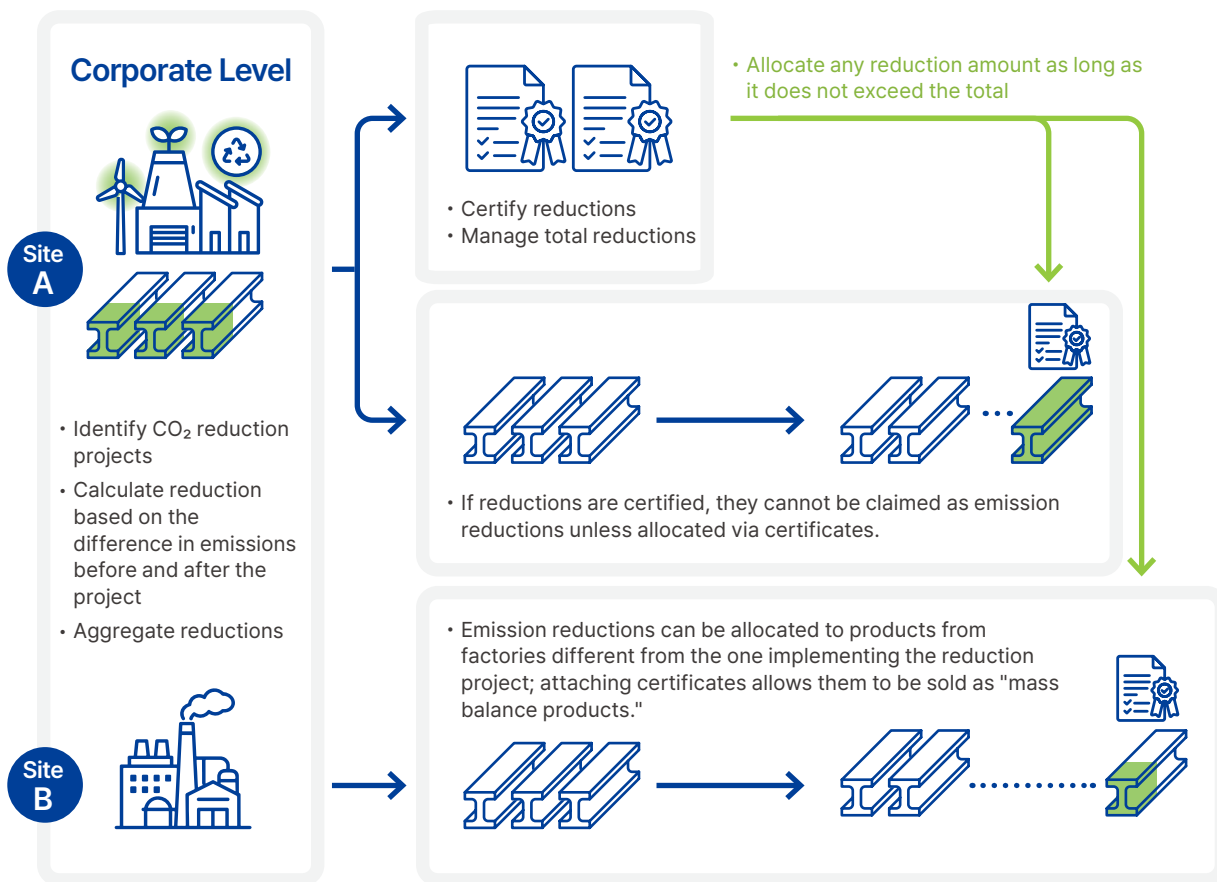 Corporate Level
Site
A
• Identify CO₂ reduction
projects
• Calculate reduction
based on the
difference in emissions
before and after the
project
• Aggregate reductions
Site
B
• Certify reductions
• Manage total reductions
• Allocate any reduction amount as long as
it does not exceed the total
• If reductions are certified, they cannot be claimed as emission
reductions unless allocated via certificates.
• Emission reductions can be allocated to products from
factories different from the one implementing the reduction
project; attaching certificates allows them to be sold as "mass
balance products."